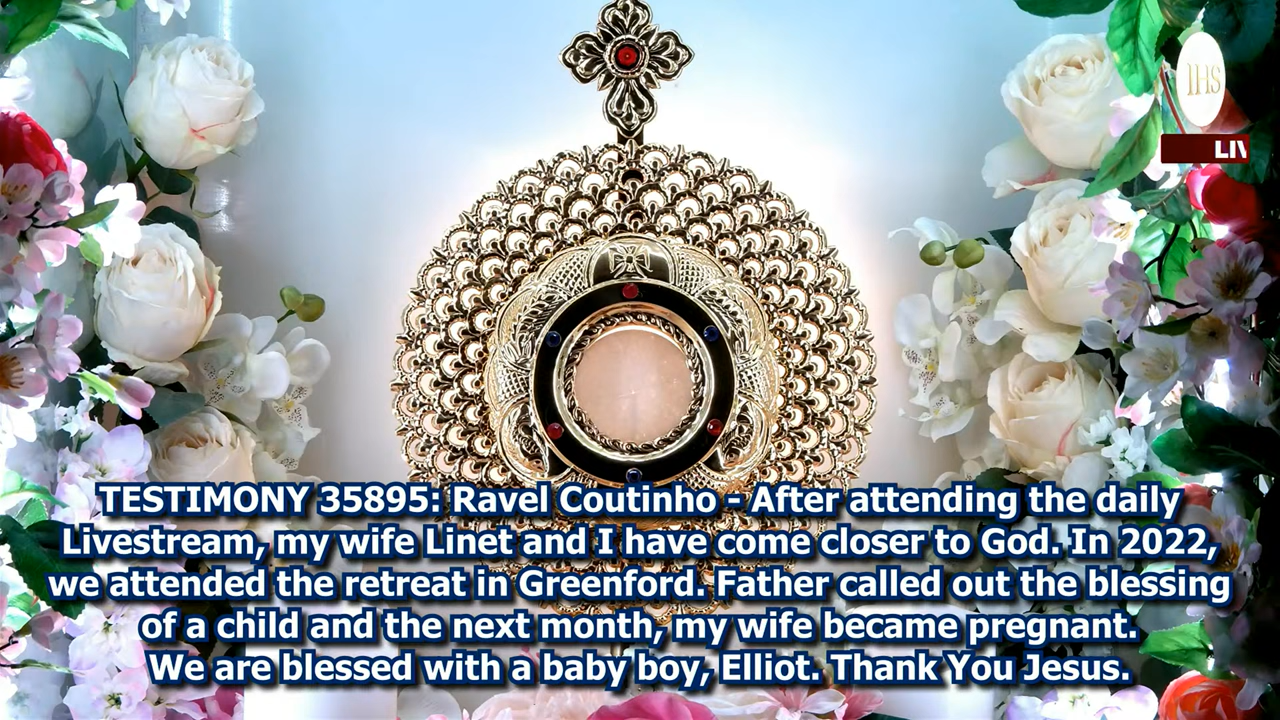 IHS
LIV
TESTIMONY 35895: Ravel Coutinho - After attending the daily
Livestream, my wife Linet and I have come closer to God. In 2022,
we attended the retreat in Greenford. Father called out the blessing
of a child and the next month, my wife became pregnant.
We are blessed with a baby boy, Elliot. Thank You Jesus.